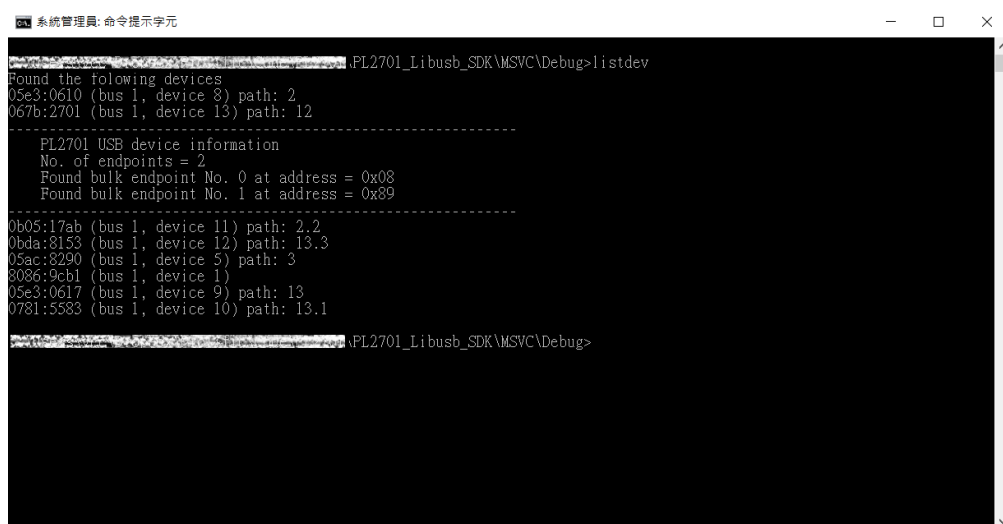 系統管理員: 命令提示字元
\PL2701_Libusb_SDK\MSVC\Debug>listdev
Found the folowing devices
05e3:0610 (bus 1, device 8) path: 2
067b:2701 (bus 1, device 13) path: 12
----------------------------------------------------------------
PL2701 USB device information
No. of endpoints = 2
Found bulk endpoint No. 0 at address = 0x08
Found bulk endpoint No. 1 at address = 0x89
----------------------------------------------------------------
0b05:17ab (bus 1, device 11) path: 2.2
0bda:8153 (bus 1, device 12) path: 13.3
05ac:8290 (bus 1, device 5) path: 3
8086:9cb1 (bus 1, device 1)
05e3:0617 (bus 1, device 9) path: 13
0781:5583 (bus 1, device 10) path: 13.1
\PL2701_Libusb_SDK\MSVC\Debug>